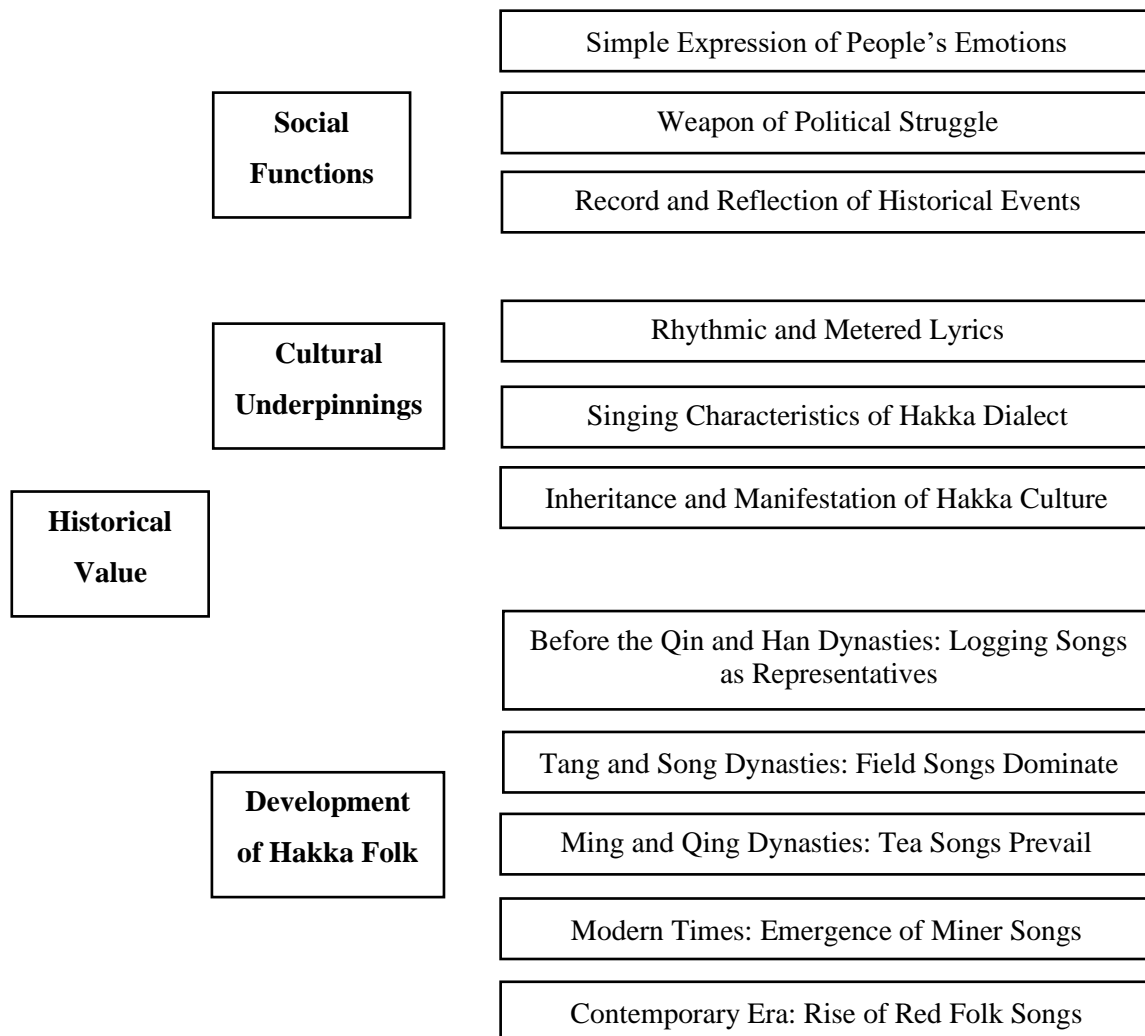 Historical
Value
Social
Functions
Simple Expression of People’s Emotions
Weapon of Political Struggle
Record and Reflection of Historical Events
Cultural
Underpinnings
Rhythmic and Metered Lyrics
Singing Characteristics of Hakka Dialect
Inheritance and Manifestation of Hakka Culture
Development
of Hakka Folk
Before the Qin and Han Dynasties: Logging Songs
as Representatives
Tang and Song Dynasties: Field Songs Dominate
Ming and Qing Dynasties: Tea Songs Prevail
Modern Times: Emergence of Miner Songs
Contemporary Era: Rise of Red Folk Songs